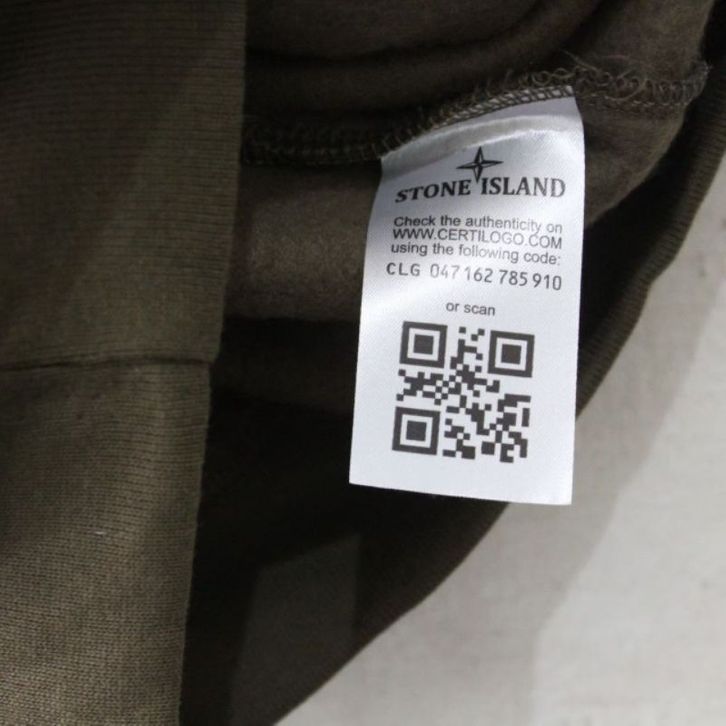 STONE ISLAND
Check the authenticity on
WWW.CERTILOGO.COM
using the following code:
CLG 047 162 785 910
or scan